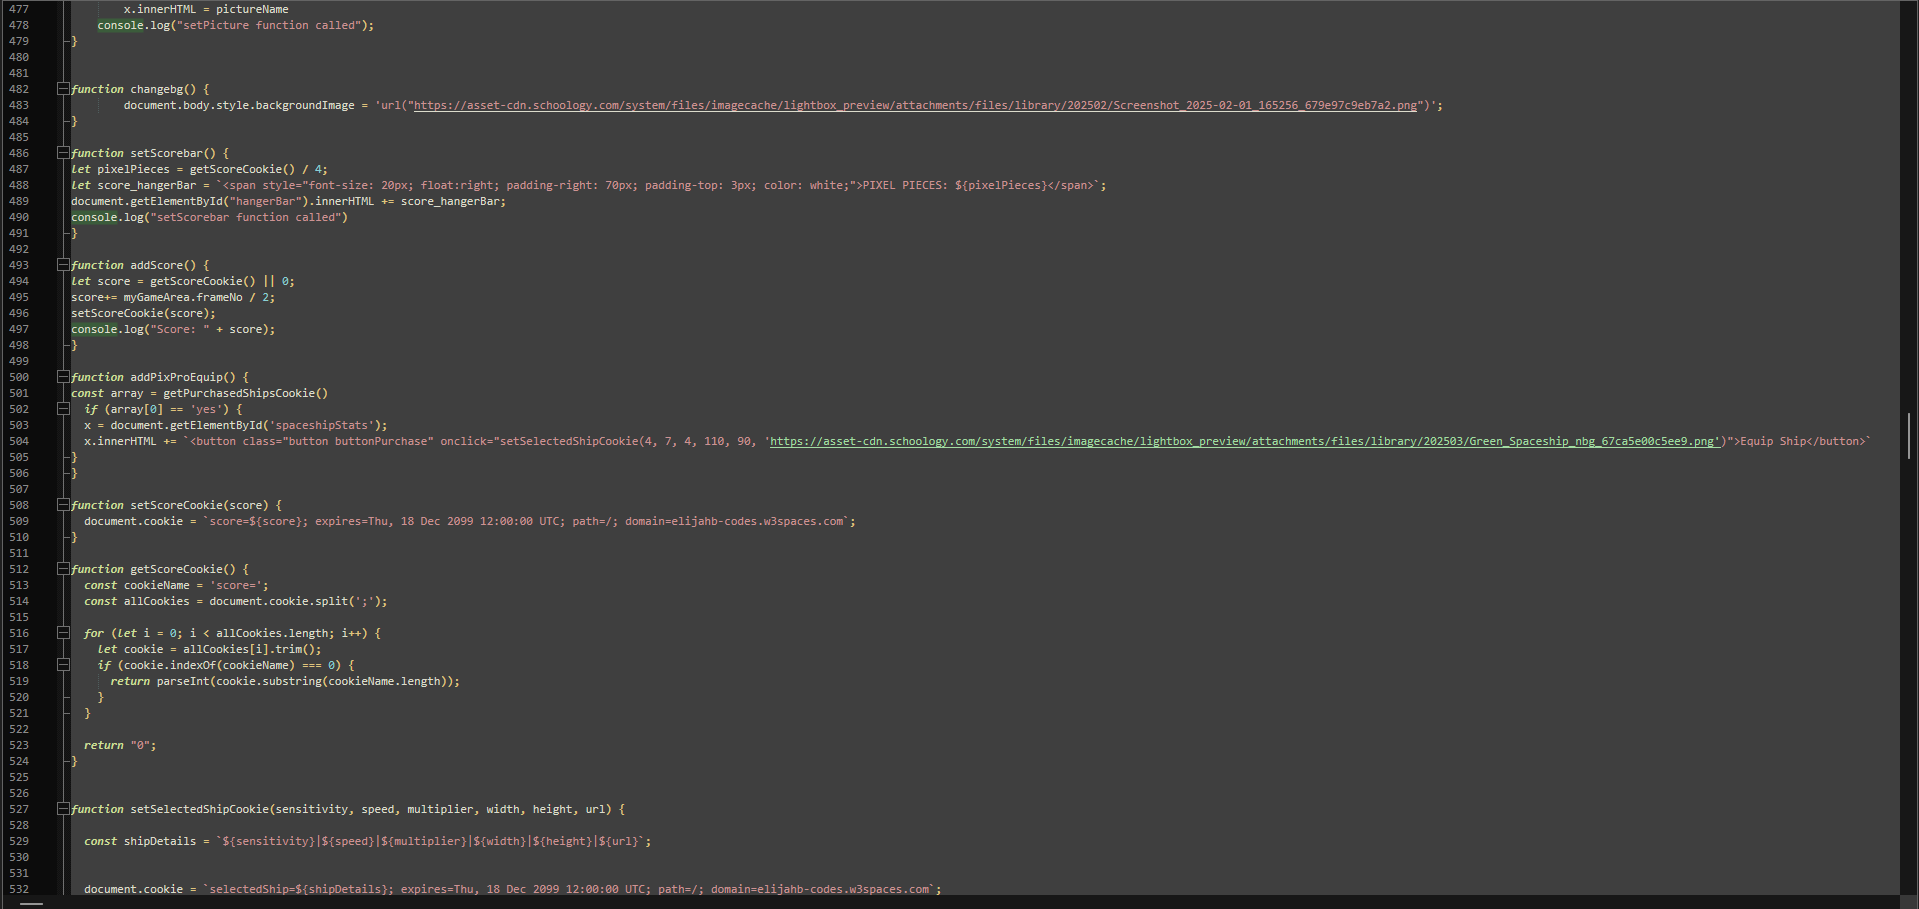 477 x.innerHTML = pictureName
478 console.log("setPicture function called");
479 }
480
481
482 function changebg() {
483 document.body.style.backgroundImage = 'url("https://asset-cdn.schoology.com/system/files/imagecache/lightbox_preview/attachments/files/library/202502/Screenshot_2025-02-01_165256_679e97c9eb7a2.png")';
484 }
485
486 function setScorebar() {
487 let pixelPieces = getScoreCookie() / 4;
488 let score_hangerBar = `<span style="font-size: 20px; float:right; padding-right: 70px; padding-top: 3px; color: white;">PIXEL PIECES: ${pixelPieces}</span>`;
489 document.getElementById("hangerBar").innerHTML += score_hangerBar;
490 console.log("setScorebar function called")
491 }
492
493 function addScore() {
494 let score = getScoreCookie() || 0;
495 score+= myGameArea.frameNo / 2;
496 setScoreCookie(score);
497 console.log("Score: " + score);
498 }
499
500 function addPixProEquip() {
501 const array = getPurchasedShipsCookie()
502 if (array[0] == 'yes') {
503 x = document.getElementById('spaceshipStats');
504 x.innerHTML += `<button class="button buttonPurchase" onclick="setSelectedShipCookie(4, 7, 4, 110, 90, 'https://asset-cdn.schoology.com/system/files/imagecache/lightbox_preview/attachments/files/library/202503/Green_Spaceship_nbg_67ca5e00c5ee9.png')">Equip Ship</button>`
505 }
506 }
507
508 function setScoreCookie(score) {
509 document.cookie = `score=${score}; expires=Thu, 18 Dec 2099 12:00:00 UTC; path=/; domain=elijahb-codes.w3spaces.com`;
510 }
511
512 function getScoreCookie() {
513 const cookieName = 'score=';
514 const allCookies = document.cookie.split(';');
515
516 for (let i = 0; i < allCookies.length; i++) {
517 let cookie = allCookies[i].trim();
518 if (cookie.indexOf(cookieName) === 0) {
519 return parseInt(cookie.substring(cookieName.length));
520 }
521 }
522
523 return "0";
524 }
525
526
527 function setSelectedShipCookie(sensitivity, speed, multiplier, width, height, url) {
528
529 const shipDetails = `${sensitivity}|${speed}|${multiplier}|${width}|${height}|${url}`;
530
531
532 document.cookie = `selectedShip=${shipDetails}; expires=Thu, 18 Dec 2099 12:00:00 UTC; path=/; domain=elijahb-codes.w3spaces.com`;